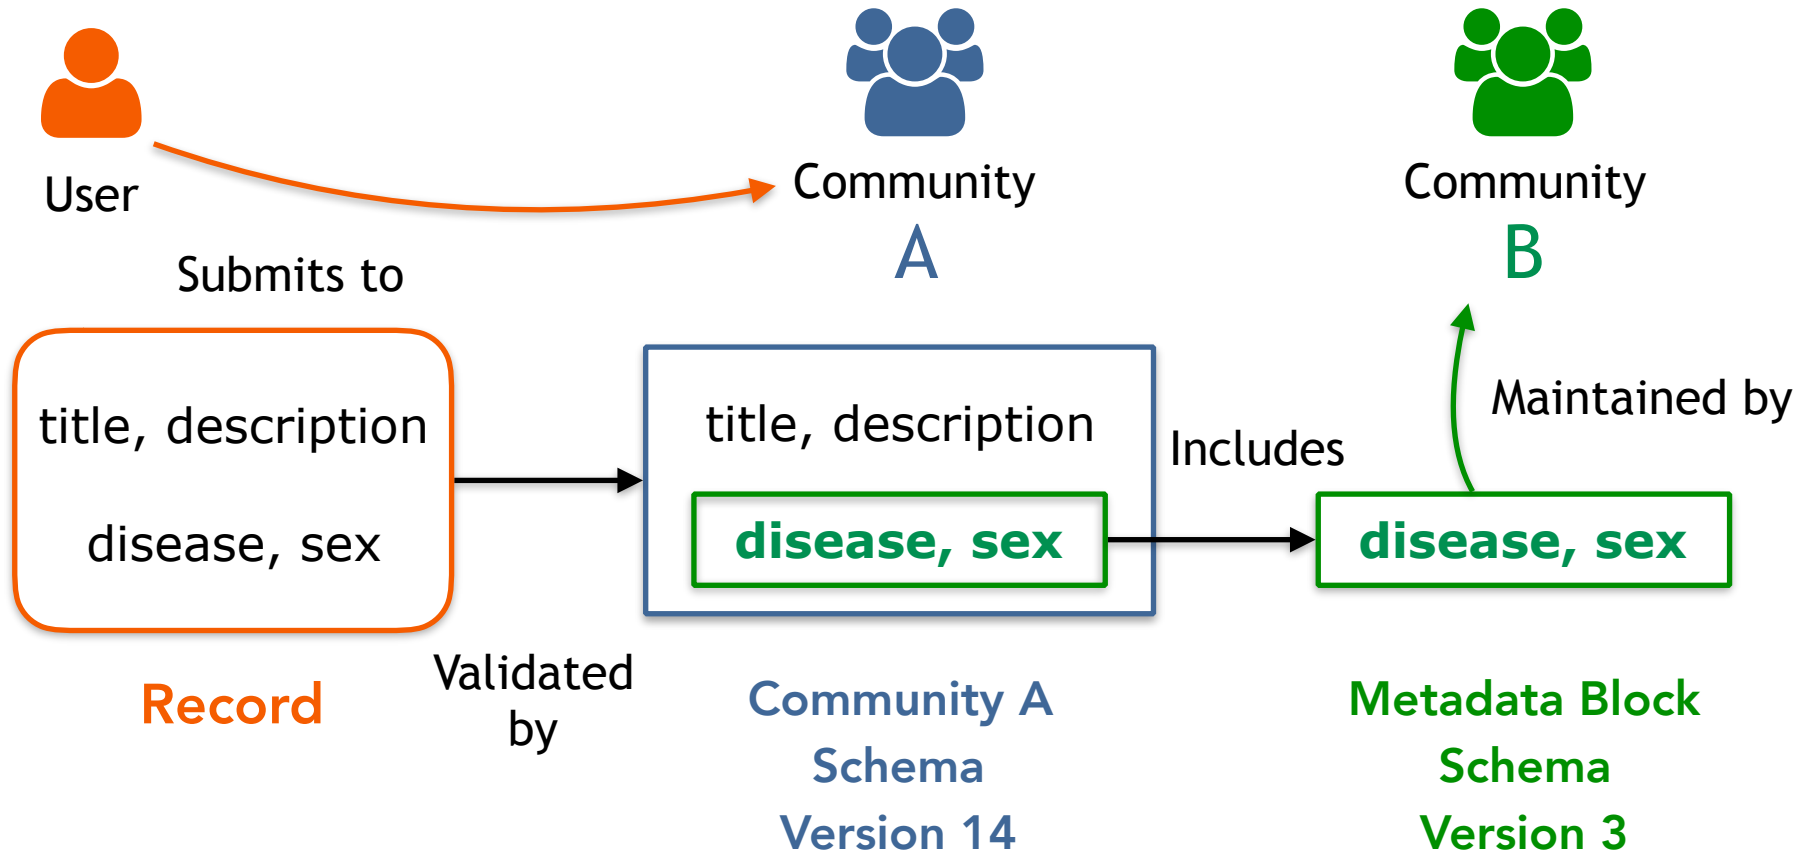 User
Community
A
Community
B
Submits to
title, description
disease, sex
Record
Validated
by
title, description
disease, sex
Community A
Schema
Version 14
Includes
Maintained by
disease, sex
Metadata Block
Schema
Version 3